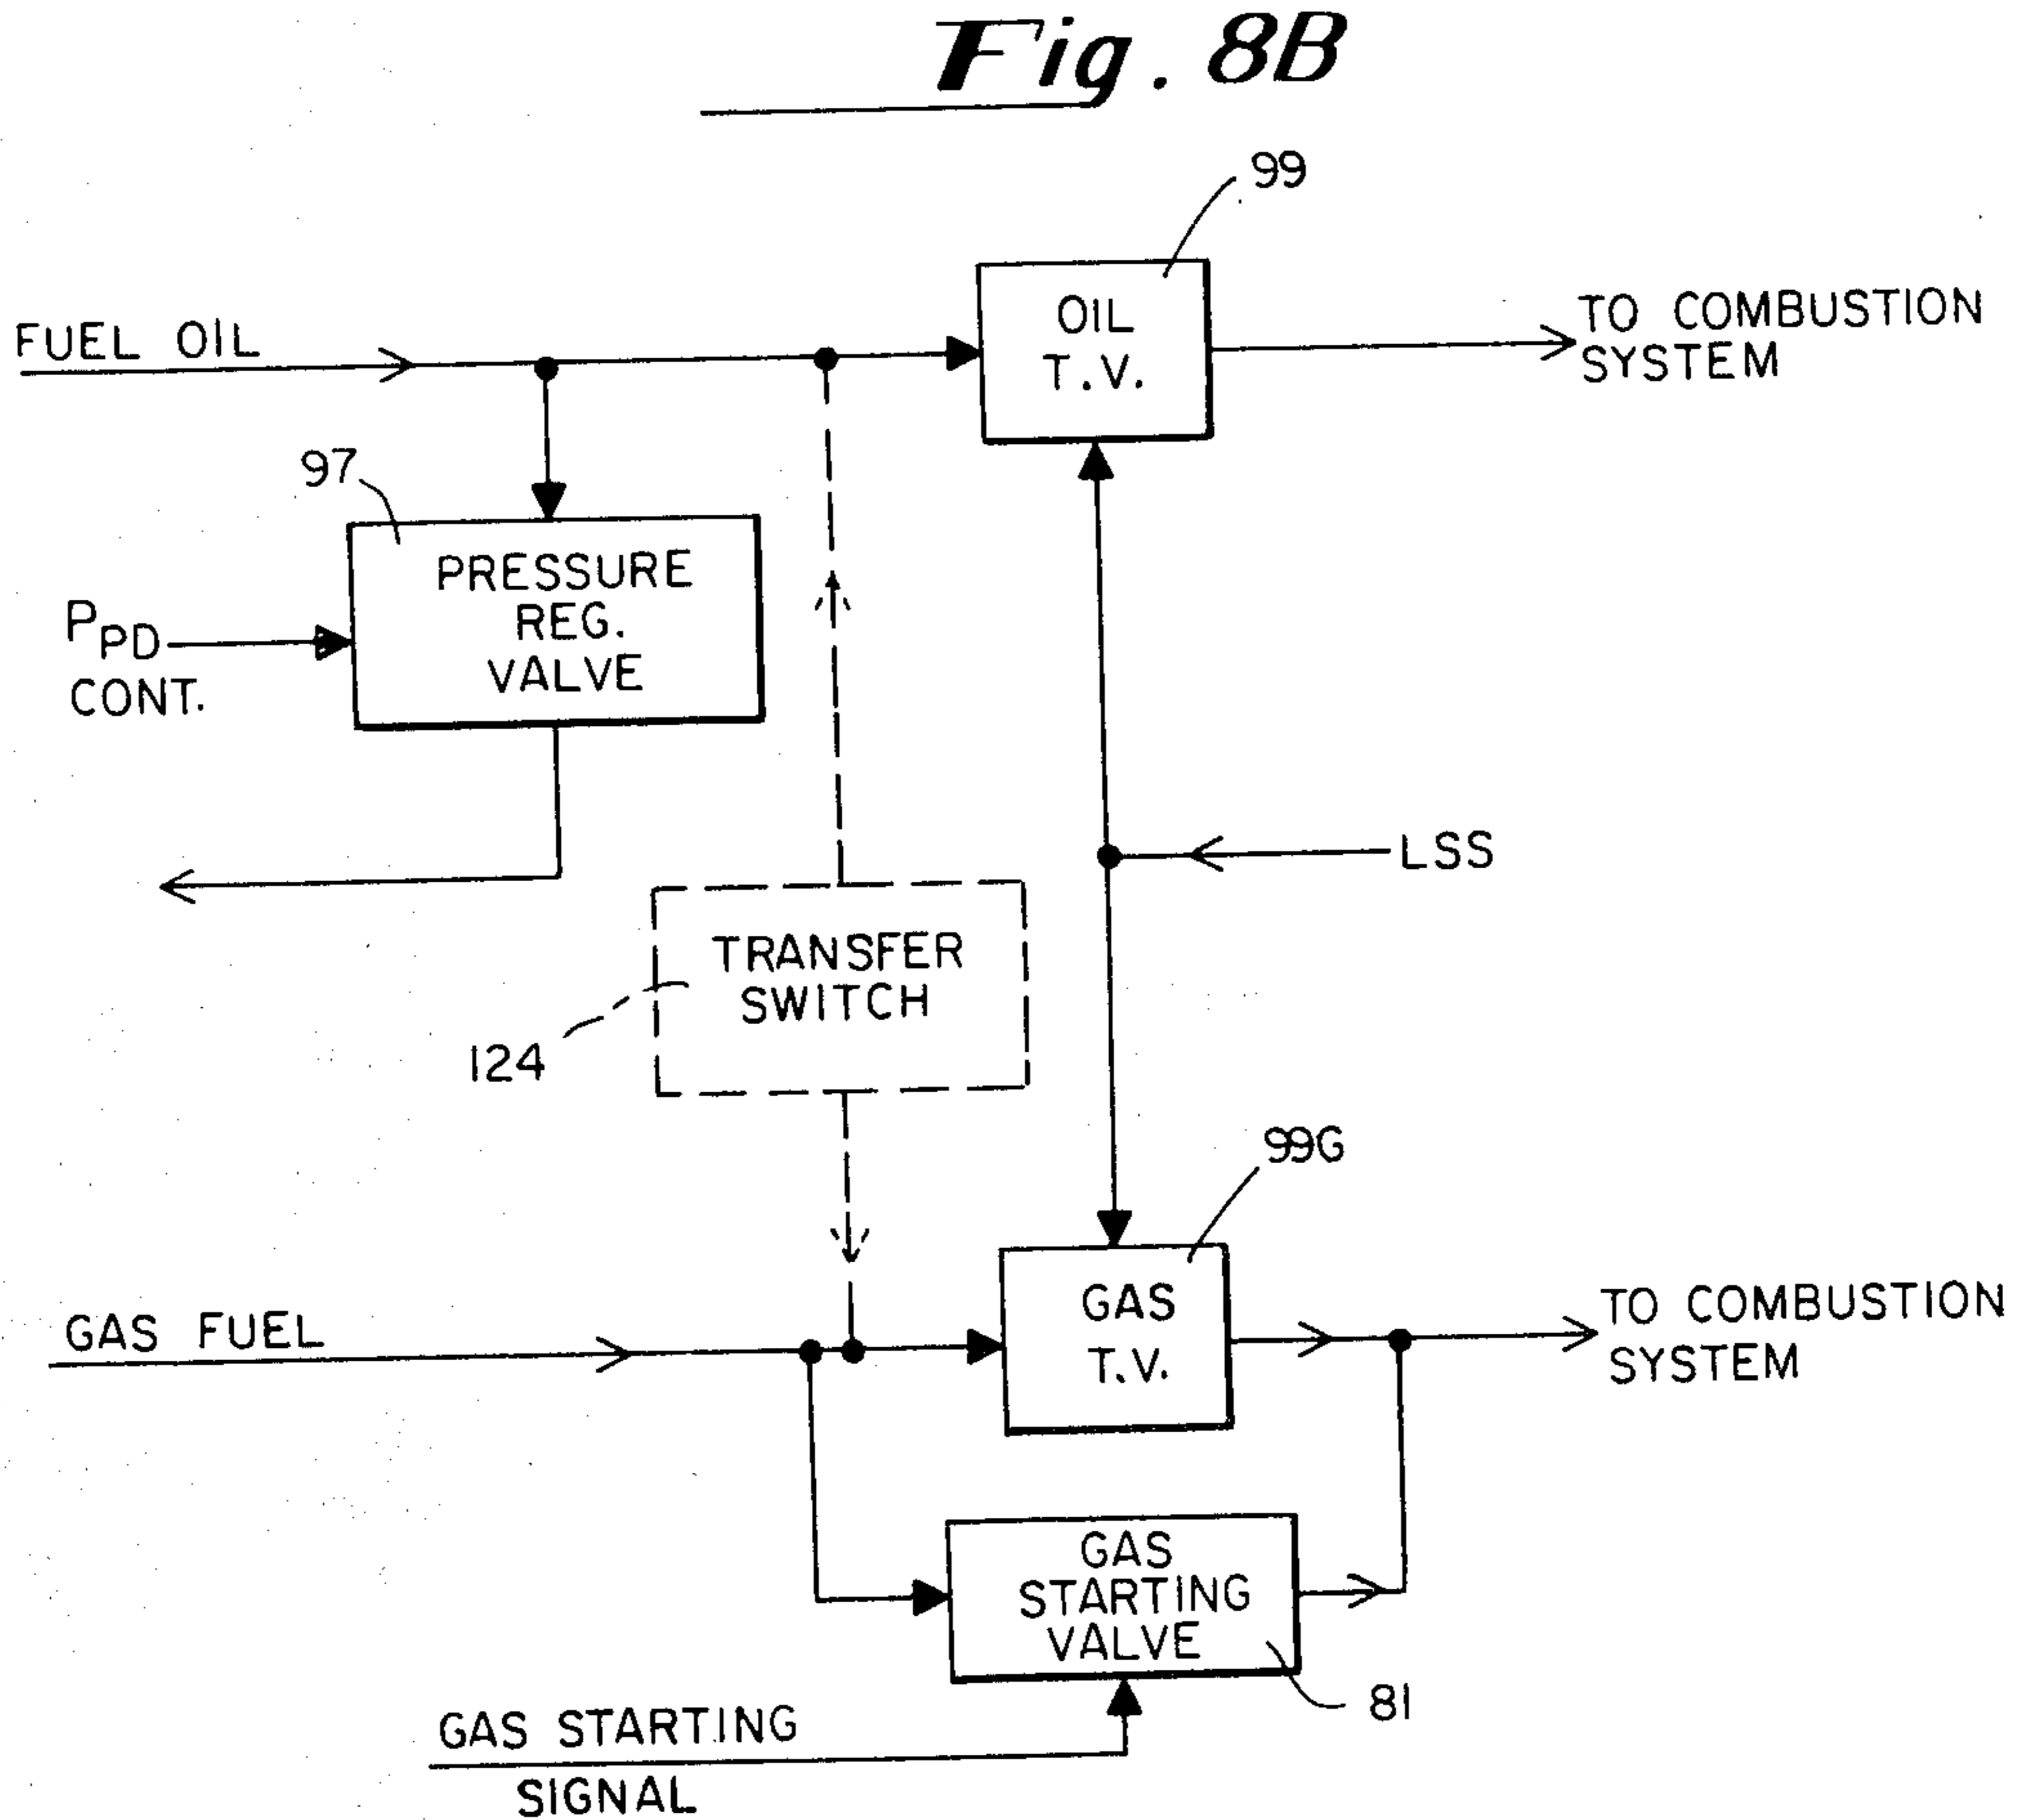 Fig. 8B
99
OIL
T.V.
FUEL OIL
TO COMBUSTION
SYSTEM
97
PRESSURE
REG.
VALVE
PPD
CONT.
LSS
TRANSFER
SWITCH
124
99G
GAS FUEL
GAS
T.V.
TO COMBUSTION
SYSTEM
GAS
STARTING
VALVE
81
GAS STARTING
SIGNAL